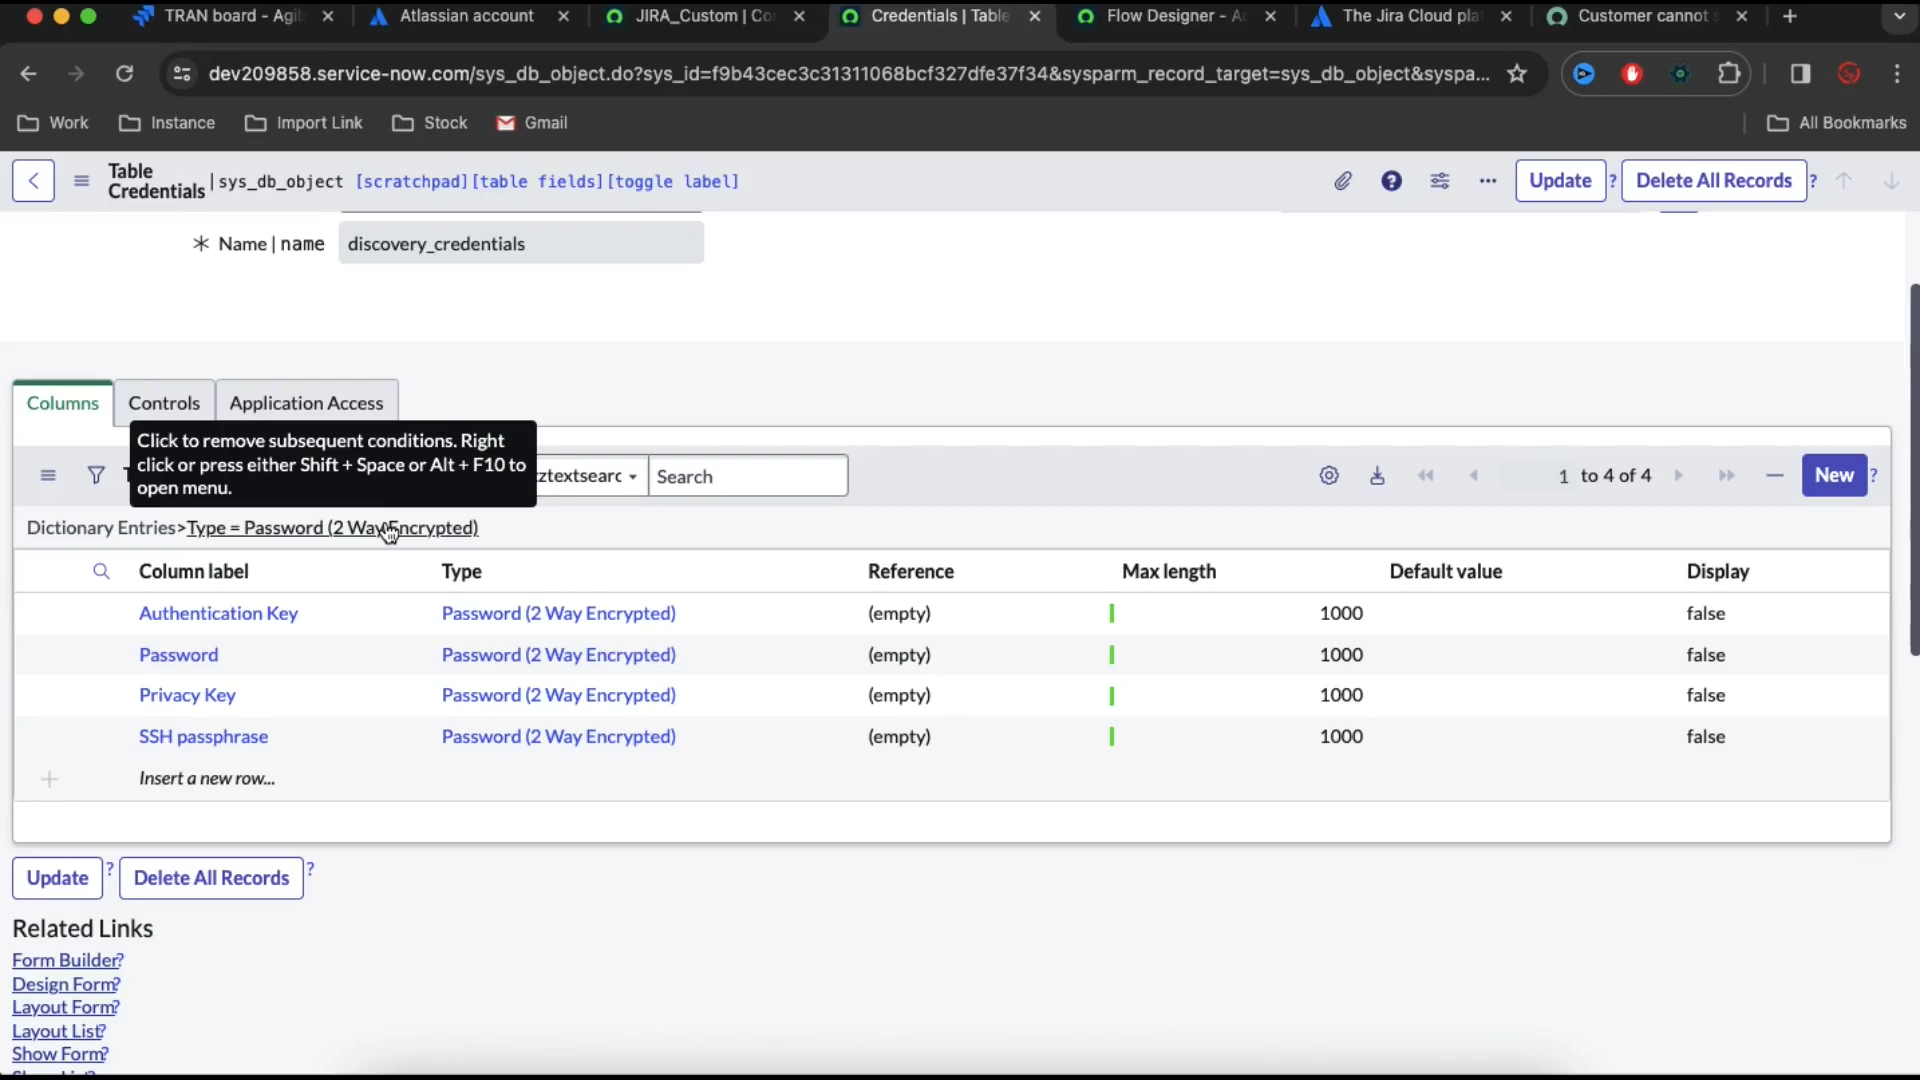 TRAN board - Agil
Atlassian account
JIRA_Custom | Co
Credentials | Table
Flow Designer - Ac
The Jira Cloud pla
Customer cannot s
dev209858.service-now.com/sys_db_object.do?sys_id=f9b43cec3c31311068bcf327dfe37f34&sysparm_record_target=sys_db_object&syspa...
Work
Instance
Import Link
Stock
Gmail
All Bookmarks
Table
Credentials
|sys_db_object [scratchpad][table fields][toggle label]
Update ?
Delete All Records ?
Name | name
discovery_credentials
Columns
Controls
Application Access
Click to remove subsequent conditions. Right
click or press either Shift + Space or Alt + F10 to
open menu.
Search
1 to 4 of 4
New ?
Dictionary Entries>Type = Password (2 Way Encrypted)
Column label Type Reference Max length Default value Display
Authentication Key Password (2 Way Encrypted) (empty) 1000 false
Password Password (2 Way Encrypted) (empty) 1000 false
Privacy Key Password (2 Way Encrypted) (empty) 1000 false
SSH passphrase Password (2 Way Encrypted) (empty) 1000 false
Insert a new row...
Update ?
Delete All Records ?
Related Links
Form Builder?
Design Form?
Layout Form?
Layout List?
Show Form?